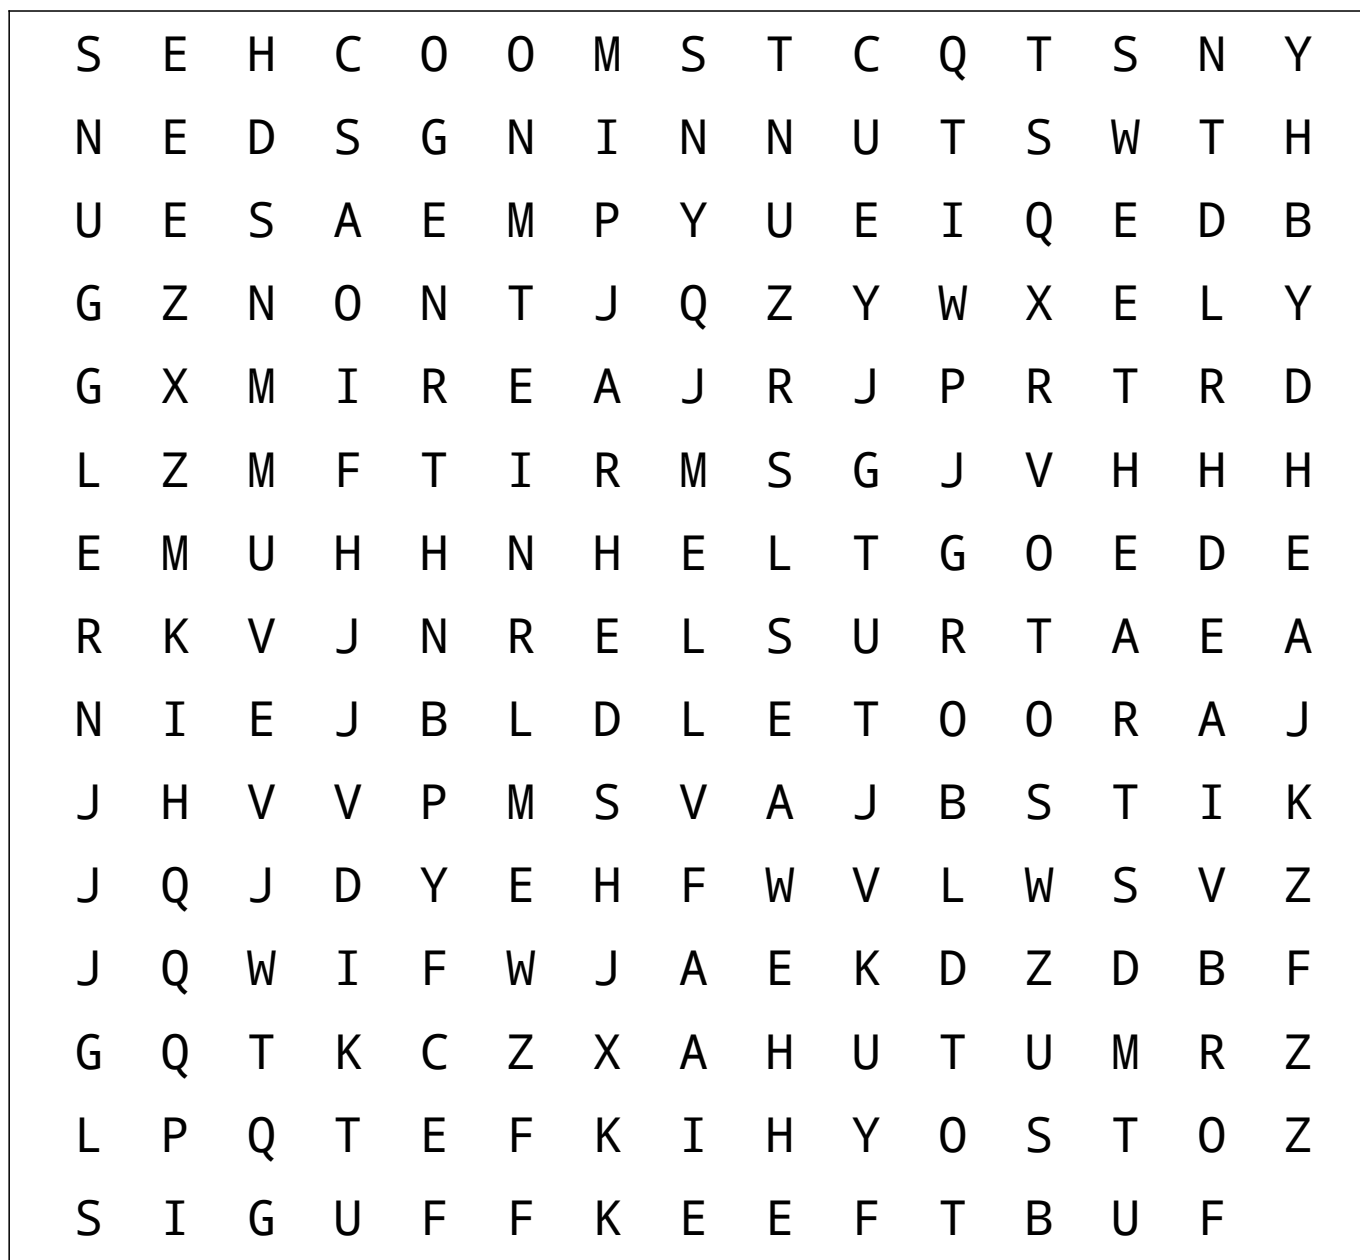 S E H C O O M S T C Q T S N Y
N E D S G N I N N U T S W T H
U E S A E M P Y U E I Q E D B
G Z N O N T J Q Z Y W X E L Y
G X M I R E A J R J P R T R D
L Z M F T I R M S G J V H H H
E M U H H N H E L T G O E D E
R K V J N R E L S U R T A E A
N I E J B L D L E T O O R A J
J H V V P M S V A J B S T I K
J Q J D Y E H F W V L W S V Z
J Q W I F W J A E K D Z D B F
G Q T K C Z X A H U T U M R Z
L P Q T E F K I H Y O S T O Z
S I G U F F K E E F T B U F